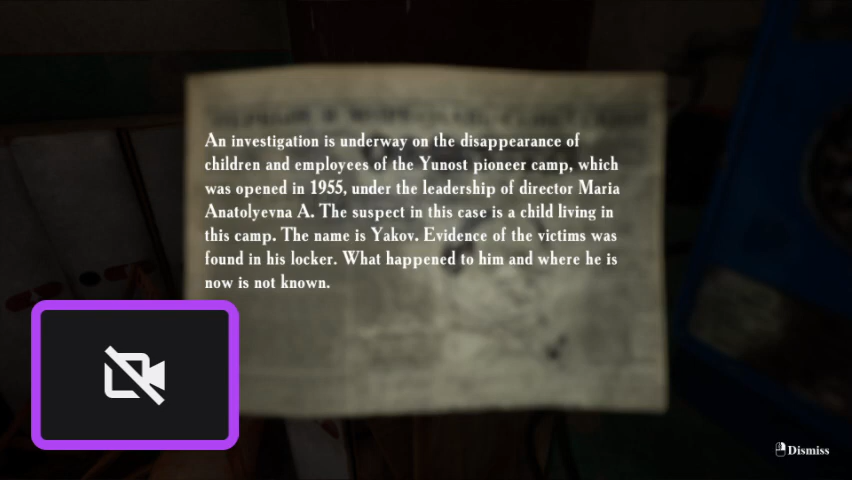 An investigation is underway on the disappearance of
children and employees of the Yunost pioneer camp, which
was opened in 1955, under the leadership of director Maria
Anatolyevna A. The suspect in this case is a child living in
this camp. The name is Yakov. Evidence of the victims was
found in his locker. What happened to him and where he is
now is not known.
Dismiss